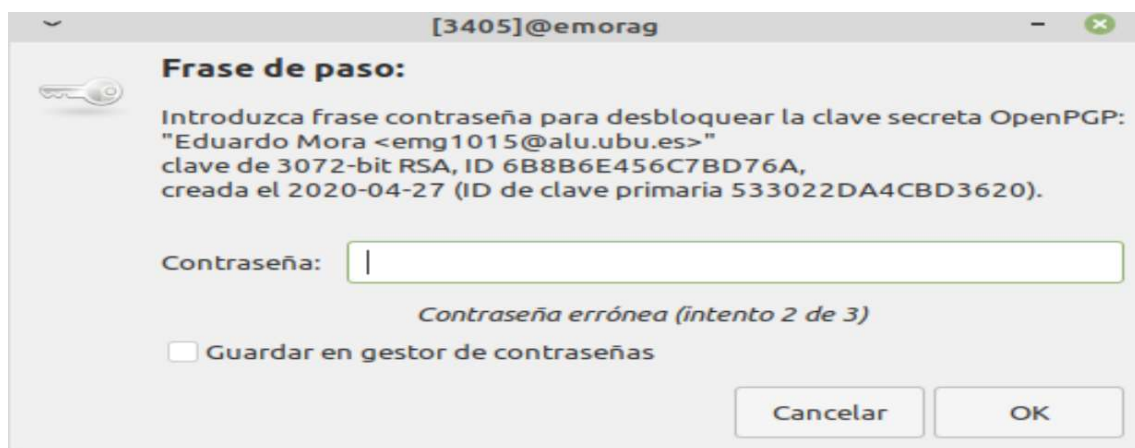 [3405]@emorag
Frase de paso:
Introduzca frase contraseña para desbloquear la clave secreta OpenPGP:
"Eduardo Mora <emg1015@alu.ubu.es>"
clave de 3072-bit RSA, ID 6B8B6E456C7BD76A,
creada el 2020-04-27 (ID de clave primaria 533022DA4CBD3620).
Contraseña:
Contraseña errónea (intento 2 de 3)
Guardar en gestor de contraseñas
Cancelar OK